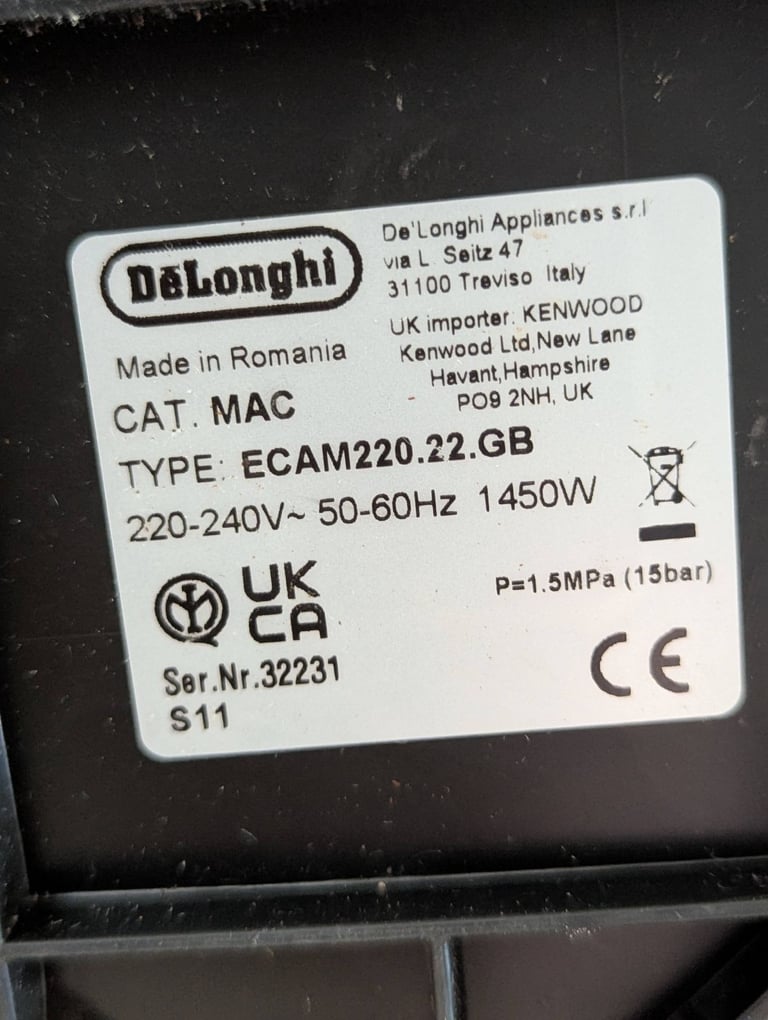 DeLonghi
De'Longhi Appliances s.r.l
via L. Seitz 47
31100 Treviso Italy
UK importer: KENWOOD
Kenwood Ltd,New Lane
Havant,Hampshire
PO9 2NH, UK
Made in Romania
CAT. MAC
TYPE: ECAM220.22.GB
220-240V~ 50-60Hz 1450W
P=1.5MPa (15bar)
UK
CA
CE
Ser.Nr.32231
S11